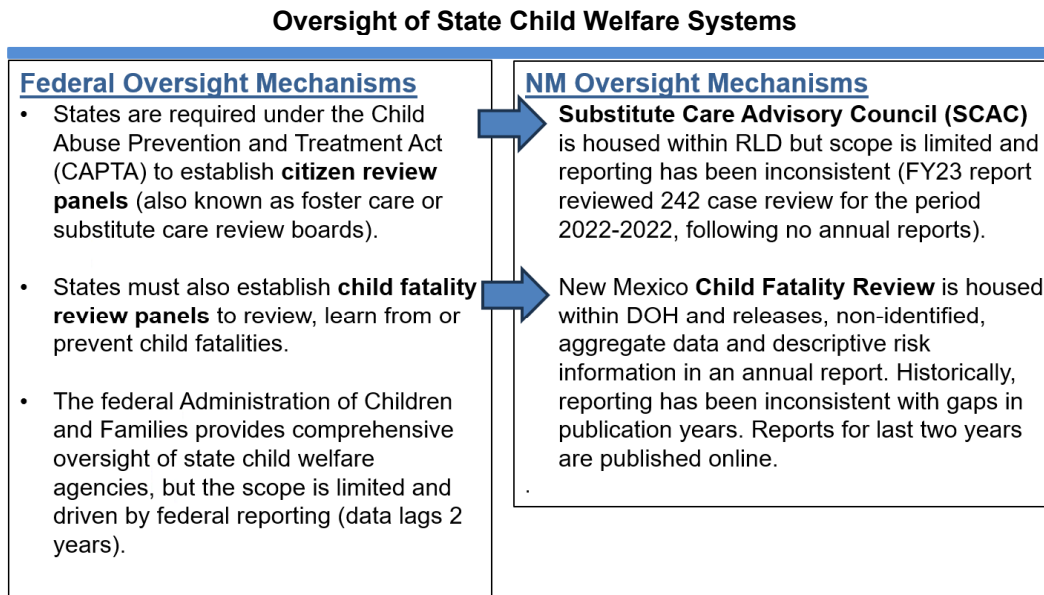 Oversight of State Child Welfare Systems
Federal Oversight Mechanisms
• States are required under the Child
Abuse Prevention and Treatment Act
(CAPTA) to establish citizen review
panels (also known as foster care or
substitute care review boards).
• States must also establish child fatality
review panels to review, learn from or
prevent child fatalities.
• The federal Administration of Children
and Families provides comprehensive
oversight of state child welfare
agencies, but the scope is limited and
driven by federal reporting (data lags 2
years).
NM Oversight Mechanisms
Substitute Care Advisory Council (SCAC)
is housed within RLD but scope is limited and
reporting has been inconsistent (FY23 report
reviewed 242 case review for the period
2022-2022, following no annual reports).
New Mexico Child Fatality Review is housed
within DOH and releases, non-identified,
aggregate data and descriptive risk
information in an annual report. Historically,
reporting has been inconsistent with gaps in
publication years. Reports for last two years
are published online.
.